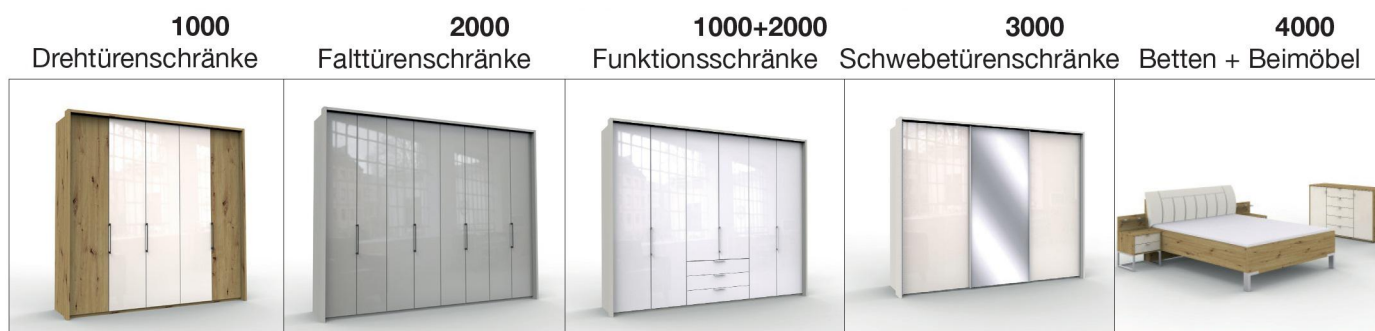 1000
Drehtürenschränke
2000
Falttürenschränke
1000+2000
Funktionsschränke
3000
Schwebetürenschränke
4000
Betten + Beimöbel